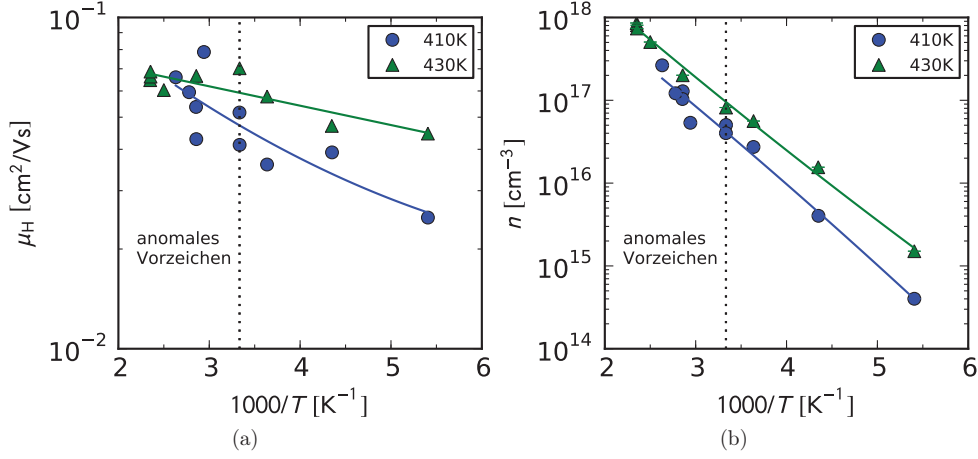 10⁻¹
10⁻²
μH [cm²/Vs]
410K
430K
anomales
Vorzeichen
2 3 4 5 6
1000/T [K⁻¹]
(a)
10¹⁸
10¹⁷
10¹⁶
10¹⁵
10¹⁴
n [cm⁻³]
410K
430K
anomales
Vorzeichen
2 3 4 5 6
1000/T [K⁻¹]
(b)